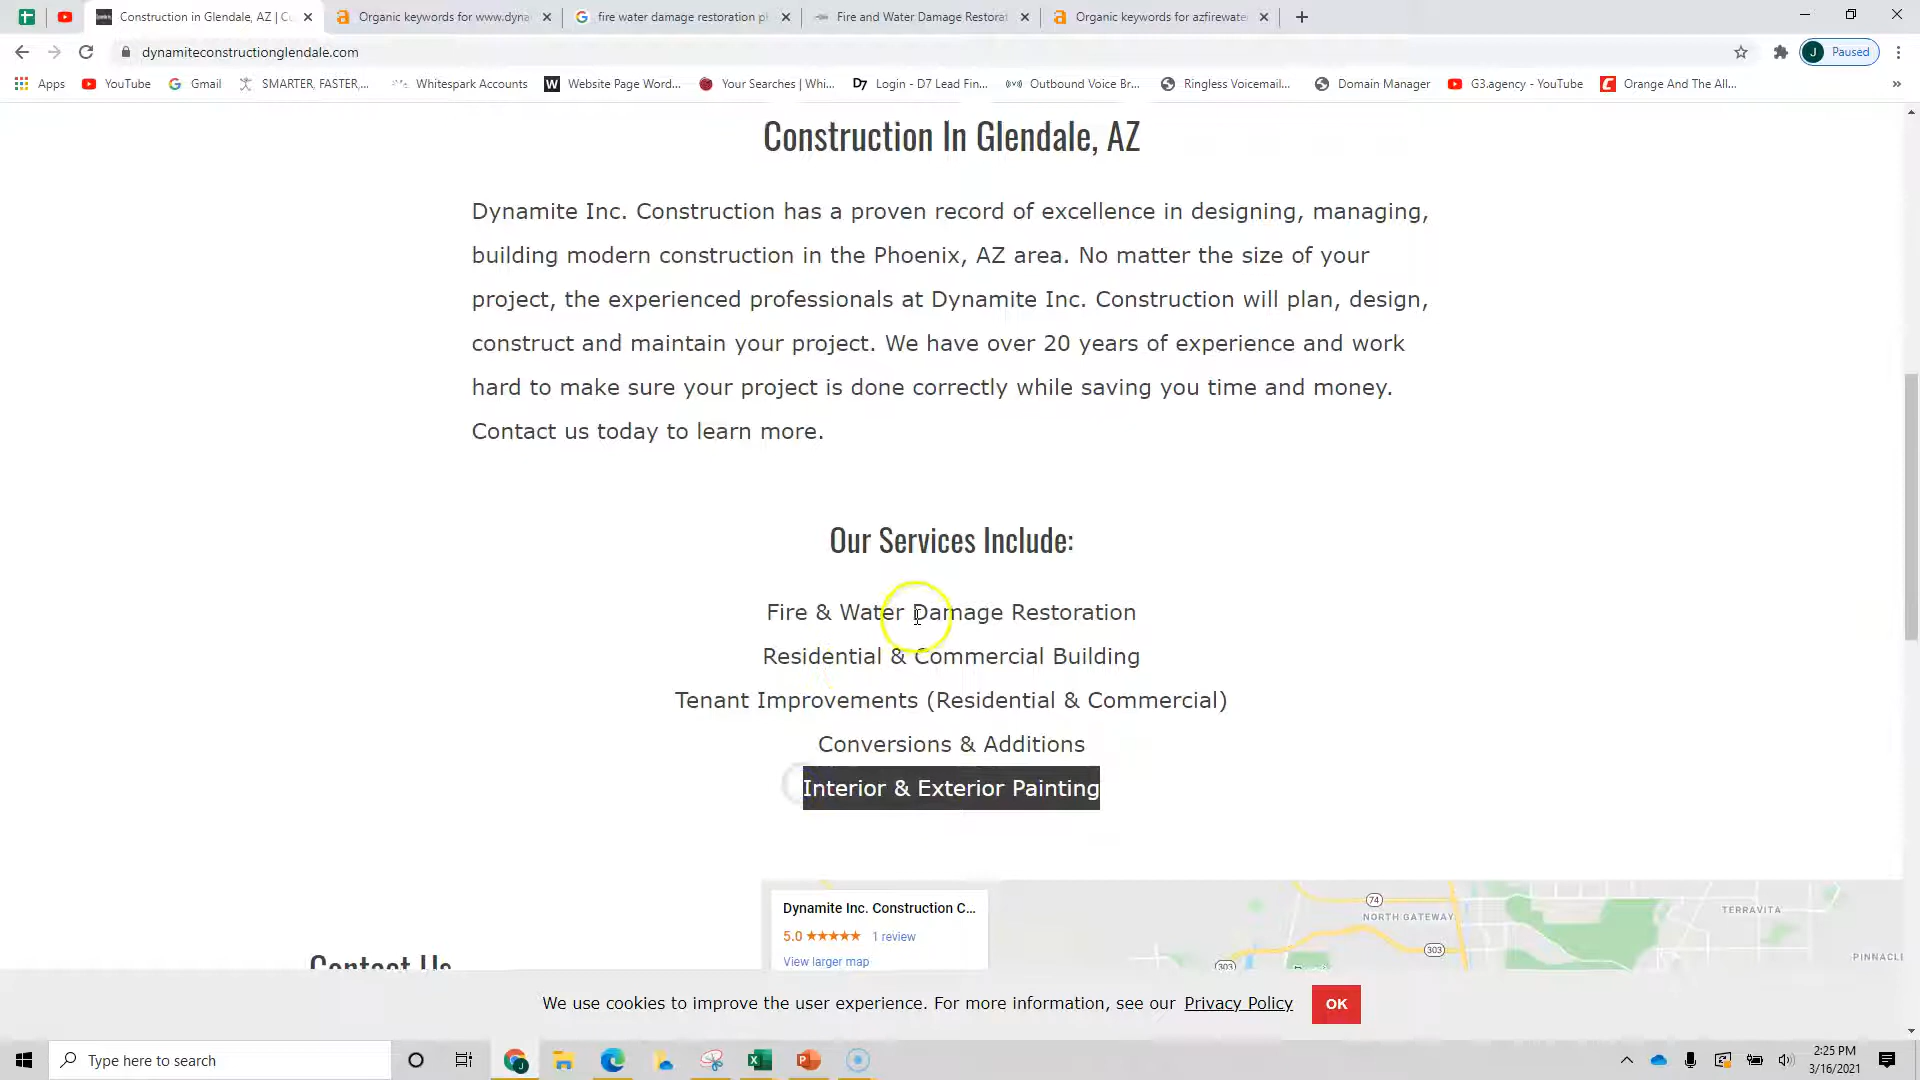 Construction in Glendale, AZ | Cu
Organic keywords for www.dyna
fire water damage restoration ph
Fire and Water Damage Restorat
Organic keywords for azfirewate
dynamiteconstructionglendale.com
J Paused
Apps
YouTube
Gmail
SMARTER, FASTER,...
Whitespark Accounts
W Website Page Word...
Your Searches | Whi...
D7 Login - D7 Lead Fin...
Outbound Voice Br...
Ringless Voicemail...
Domain Manager
G3.agency - YouTube
Orange And The All...
»
Construction In Glendale, AZ
Dynamite Inc. Construction has a proven record of excellence in designing, managing,
building modern construction in the Phoenix, AZ area. No matter the size of your
project, the experienced professionals at Dynamite Inc. Construction will plan, design,
construct and maintain your project. We have over 20 years of experience and work
hard to make sure your project is done correctly while saving you time and money.
Contact us today to learn more.
Our Services Include:
Fire & Water Damage Restoration
Residential & Commercial Building
Tenant Improvements (Residential & Commercial)
Conversions & Additions
Interior & Exterior Painting
Dynamite Inc. Construction C...
5.0 ★★★★★ 1 review
View larger map
74
NORTH GATEWAY
TERRAVITA
303
303
PINNACLE
Contact Us
We use cookies to improve the user experience. For more information, see our Privacy Policy
OK
Type here to search
2:25 PM
3/16/2021